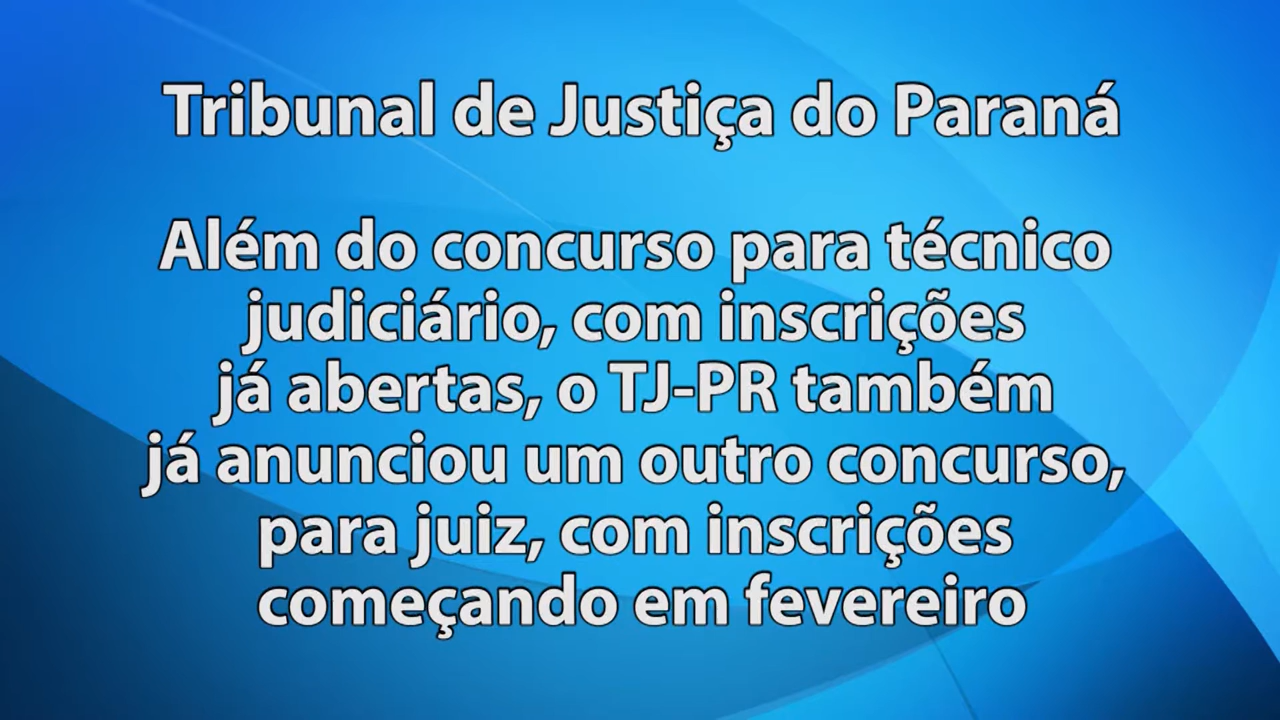 Tribunal de Justiça do Paraná
Além do concurso para técnico
judiciário, com inscrições
já abertas, o TJ-PR também
já anunciou um outro concurso,
para juiz, com inscrições
começando em fevereiro